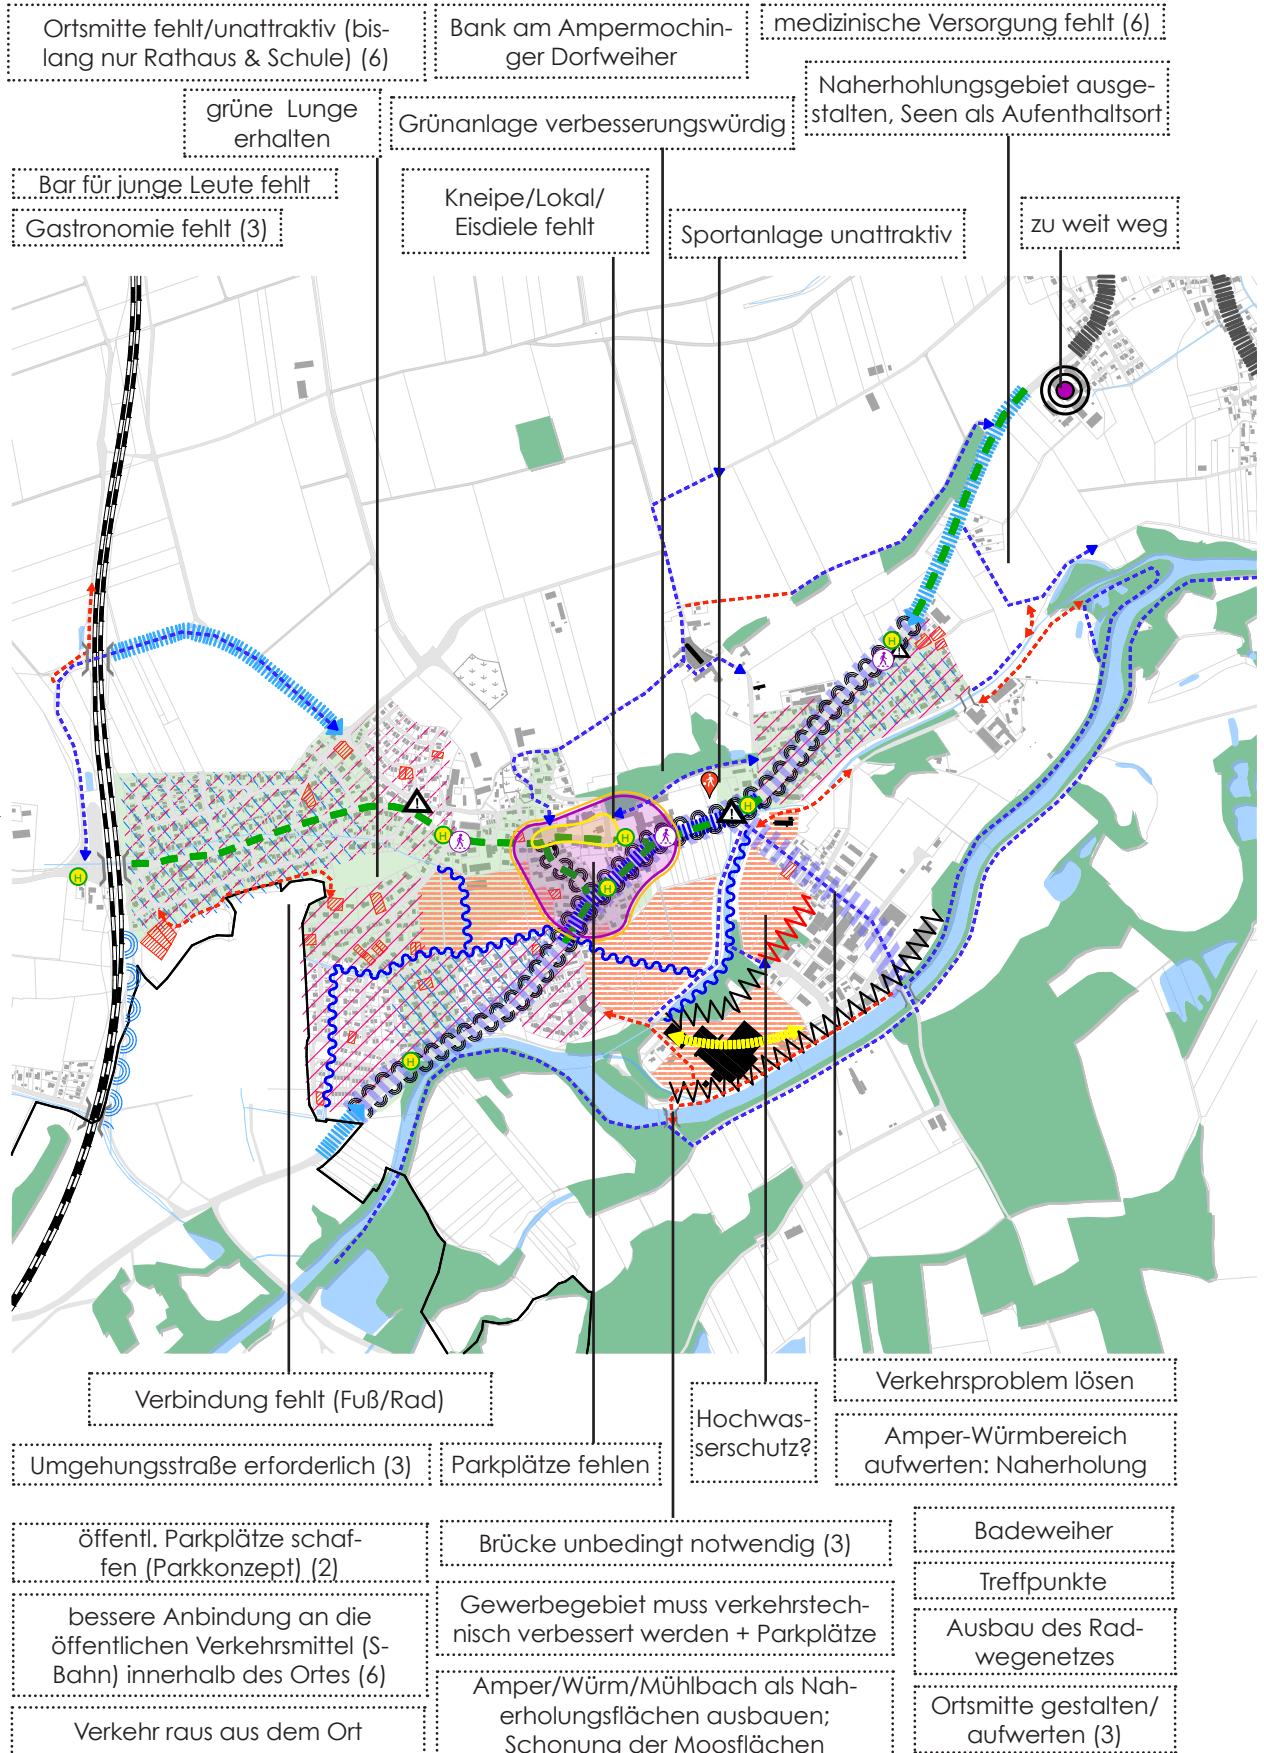 Ortsmitte fehlt/unattraktiv (bis-
lang nur Rathaus & Schule) (6)
Bank am Ampermochin-
ger Dorfweiher
medizinische Versorgung fehlt (6)
grüne Lunge
erhalten
Grünanlage verbesserungswürdig
Naherhohlungsgebiet ausge-
stalten, Seen als Aufenthaltsort
Bar für junge Leute fehlt
Gastronomie fehlt (3)
Kneipe/Lokal/
Eisdiele fehlt
Sportanlage unattraktiv
zu weit weg
H
H
H
H
H
H
H
Verbindung fehlt (Fuß/Rad)
Umgehungsstraße erforderlich (3)
Parkplätze fehlen
Hochwas-
serschutz?
Verkehrsproblem lösen
Amper-Würmbereich
aufwerten: Naherholung
öffentl. Parkplätze schaf-
fen (Parkkonzept) (2)
Brücke unbedingt notwendig (3)
Badeweiher
Treffpunkte
bessere Anbindung an die
öffentlichen Verkehrsmittel (S-
Bahn) innerhalb des Ortes (6)
Gewerbegebiet muss verkehrstech-
nisch verbessert werden + Parkplätze
Ausbau des Rad-
wegenetzes
Verkehr raus aus dem Ort
Amper/Würm/Mühlbach als Nah-
erholungsflächen ausbauen;
Schonung der Moosflächen
Ortsmitte gestalten/
aufwerten (3)